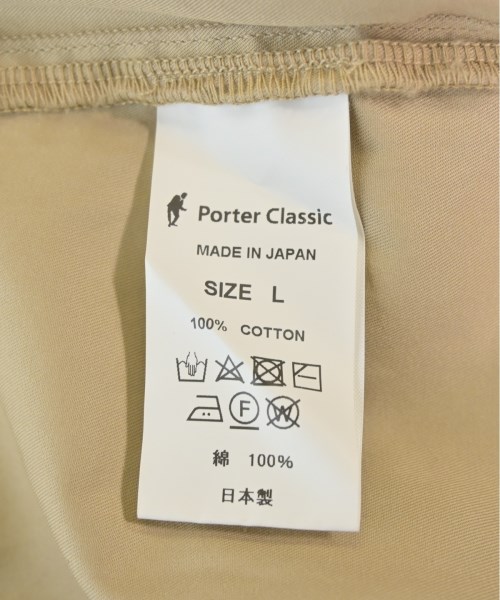 Porter Classic
MADE IN JAPAN
SIZE L
100% COTTON
F W
綿 100%
日本製